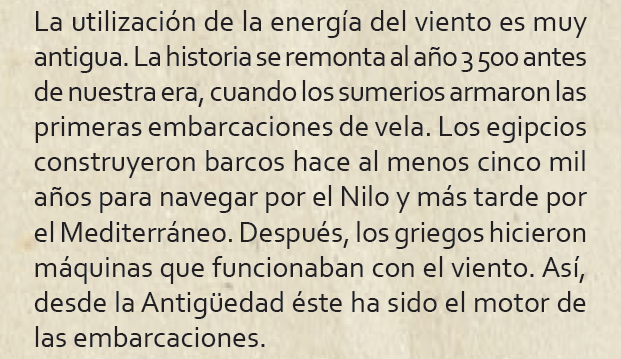 La utilización de la energía del viento es muy
antigua. La historia se remonta al año 3 500 antes
de nuestra era, cuando los sumerios armaron las
primeras embarcaciones de vela. Los egipcios
construyeron barcos hace al menos cinco mil
años para navegar por el Nilo y más tarde por
el Mediterráneo. Después, los griegos hicieron
máquinas que funcionaban con el viento. Así,
desde la Antigüedad éste ha sido el motor de
las embarcaciones.